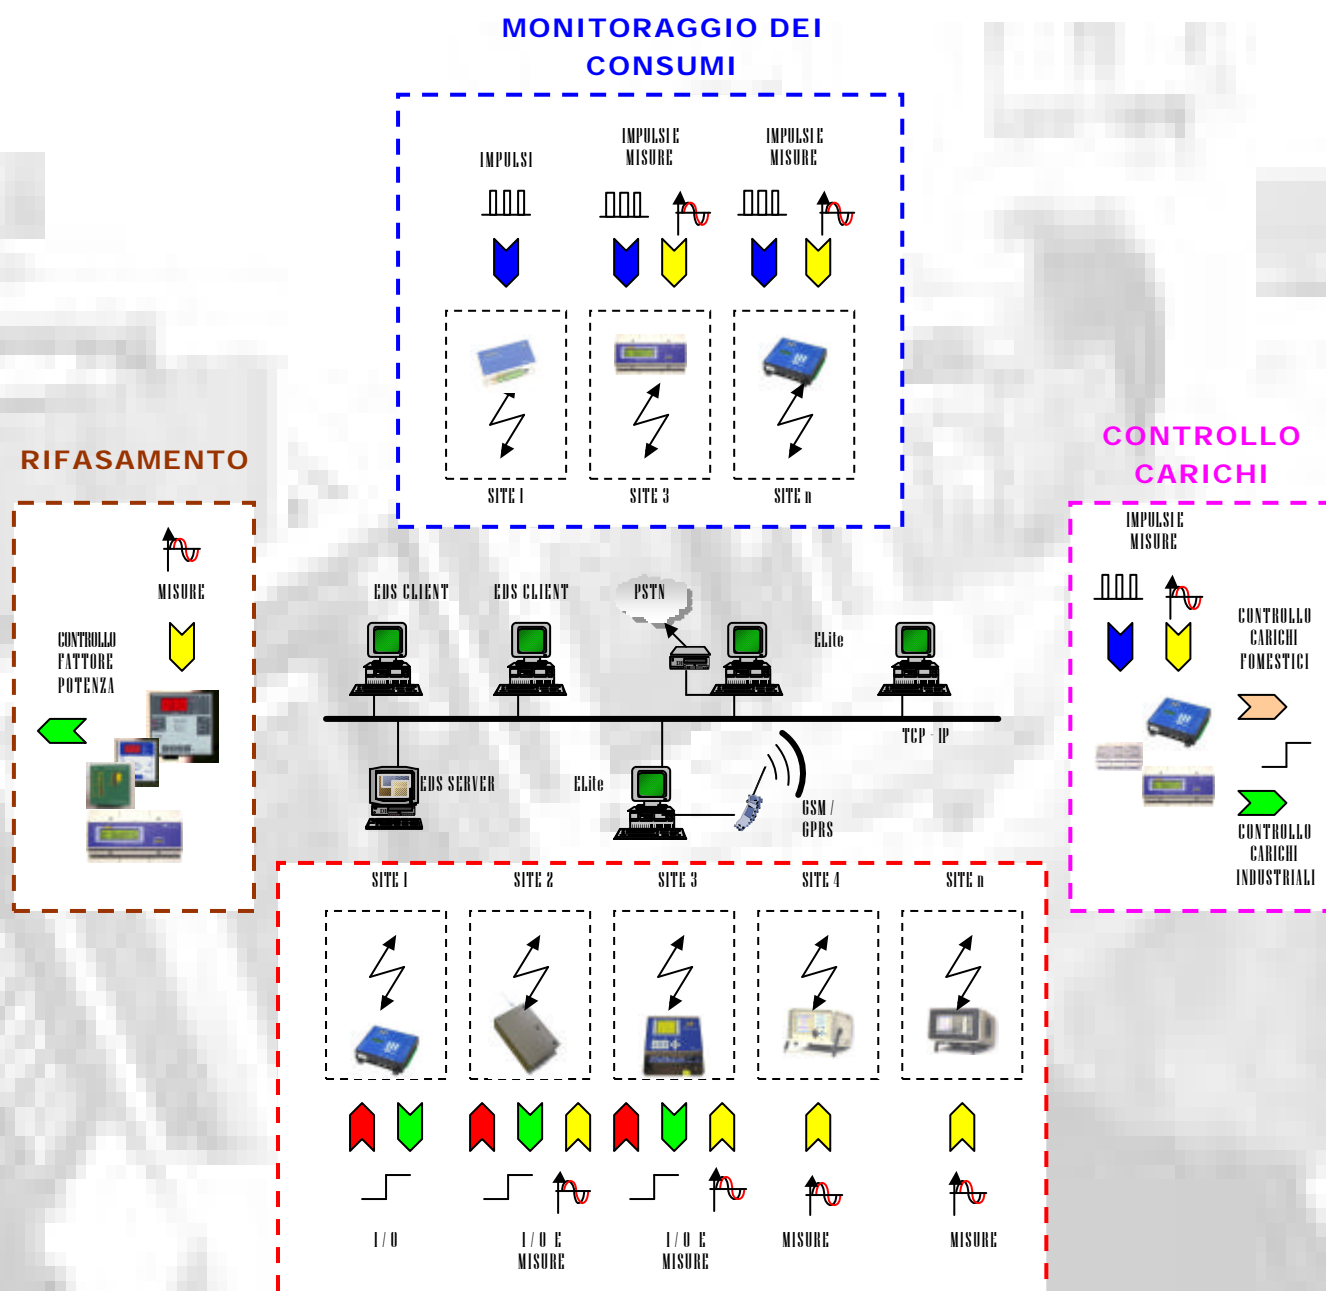 MONITORAGGIO DEI
CONSUMI
IMPULSI
IMPULSI E
MISURE
IMPULSI E
MISURE
SITE 1
SITE 3
SITE n
RIFASAMENTO
MISURE
CONTROLLO
FATTORE
POTENZA
CONTROLLO
CARICHI
IMPULSI E
MISURE
CONTROLLO
CARICHI
FOMESTICI
CONTROLLO
CARICHI
INDUSTRIALI
EDS CLIENT
EDS CLIENT
PSTN
ELite
TCP - IP
EDS SERVER
ELite
GSM /
GPRS
SITE 1
SITE 2
SITE 3
SITE 4
SITE n
I / O
I / O E
MISURE
I / O E
MISURE
MISURE
MISURE